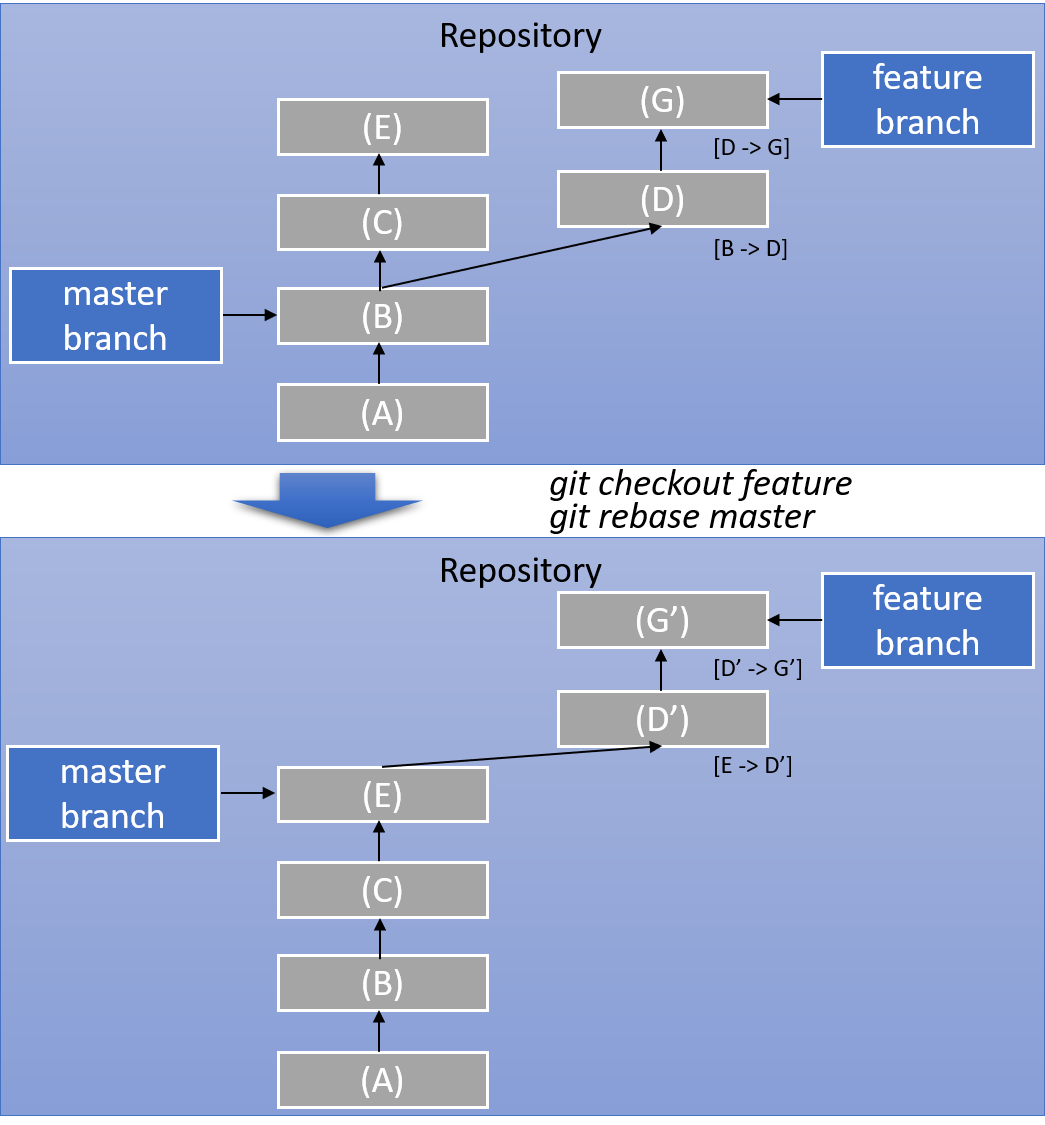 Repository
feature
branch
(G)
(E)
[D -> G]
(D)
(C)
[B -> D]
master
branch
(B)
(A)
git checkout feature
git rebase master
Repository
feature
branch
(G’)
[D’ -> G’]
(D’)
[E -> D’]
master
branch
(E)
(C)
(B)
(A)